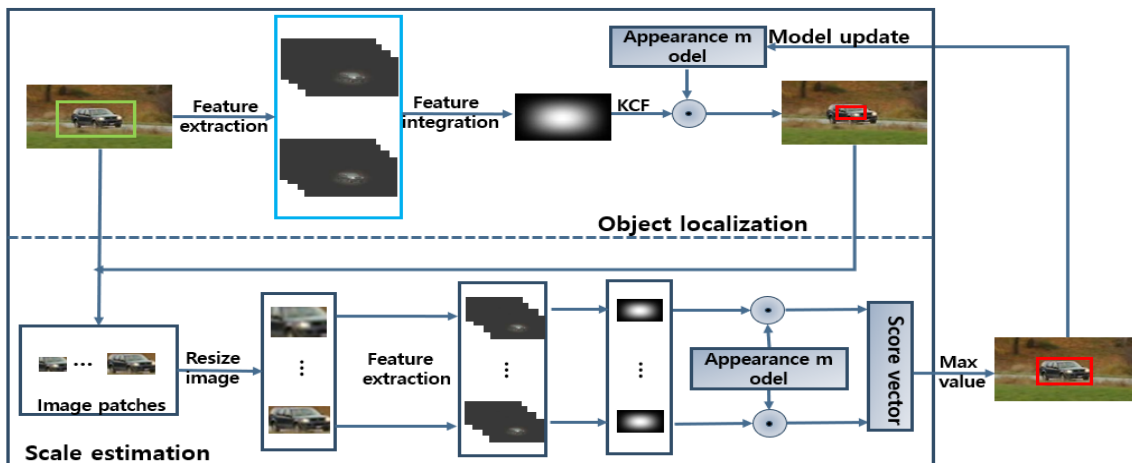 Appearance m
odel
Model update
Feature
extraction
Feature
integration
KCF
Object localization
Image patches
Resize
image
Feature
extraction
Appearance m
odel
Score vector
Max
value
Scale estimation